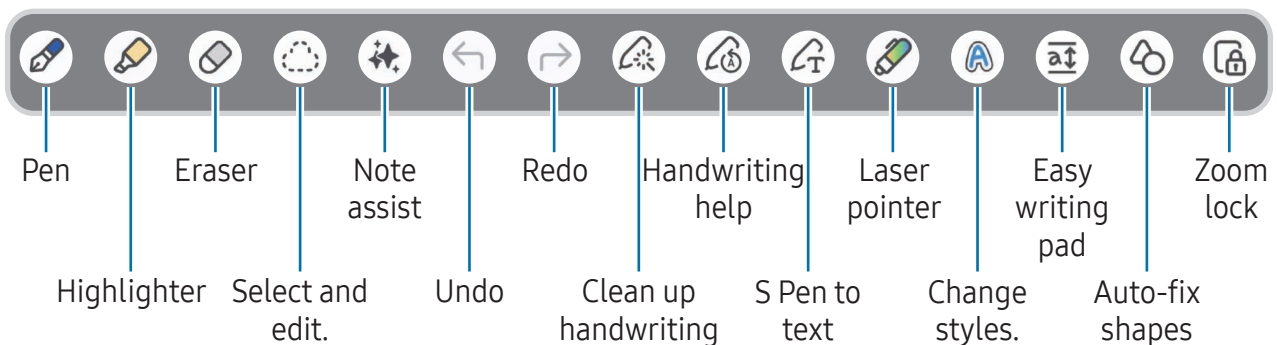 Pen
Eraser
Note
assist
Redo
Handwriting
help
Laser
pointer
Easy
writing
pad
Zoom
lock
Highlighter
Select and
edit.
Undo
Clean up
handwriting
S Pen to
text
Change
styles.
Auto-fix
shapes